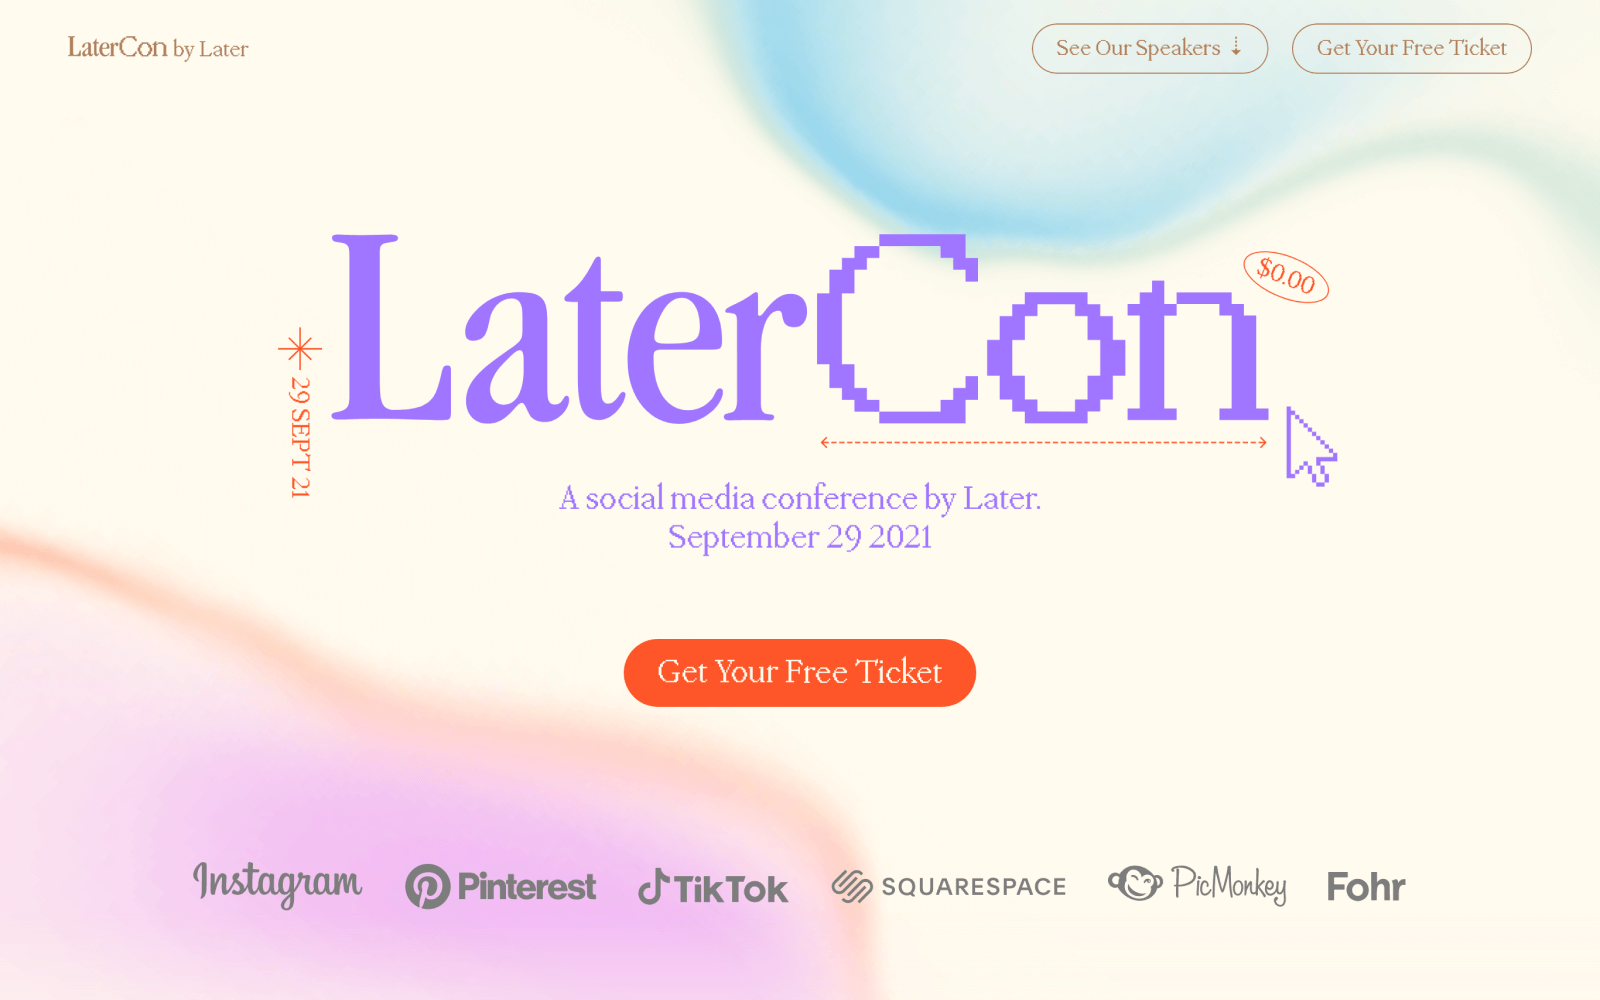 LaterCon by Later
See Our Speakers
Get Your Free Ticket
LaterCon
$0.00
29 SEPT 21
A social media conference by Later.
September 29 2021
Get Your Free Ticket
Instagram
Pinterest
TikTok
SQUARESPACE
PicMonkey
Fohr